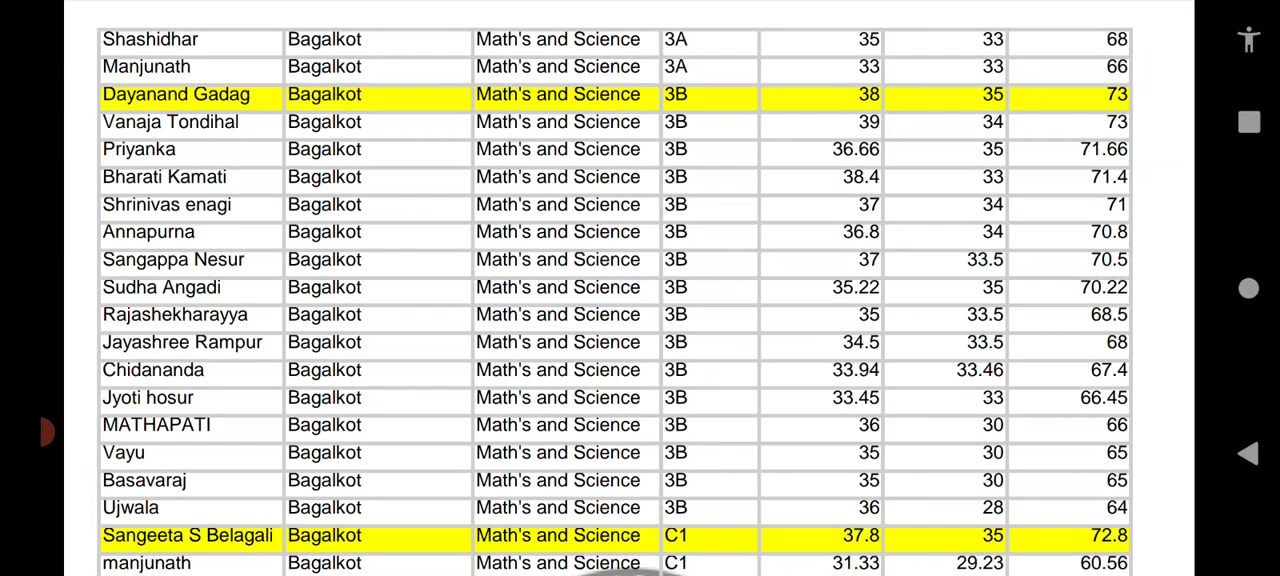 Shashidhar Bagalkot Math's and Science 3A 35 33 68
Manjunath Bagalkot Math's and Science 3A 33 33 66
Dayanand Gadag Bagalkot Math's and Science 3B 38 35 73
Vanaja Tondihal Bagalkot Math's and Science 3B 39 34 73
Priyanka Bagalkot Math's and Science 3B 36.66 35 71.66
Bharati Kamati Bagalkot Math's and Science 3B 38.4 33 71.4
Shrinivas enagi Bagalkot Math's and Science 3B 37 34 71
Annapurna Bagalkot Math's and Science 3B 36.8 34 70.8
Sangappa Nesur Bagalkot Math's and Science 3B 37 33.5 70.5
Sudha Angadi Bagalkot Math's and Science 3B 35.22 35 70.22
Rajashekharayya Bagalkot Math's and Science 3B 35 33.5 68.5
Jayashree Rampur Bagalkot Math's and Science 3B 34.5 33.5 68
Chidananda Bagalkot Math's and Science 3B 33.94 33.46 67.4
Jyoti hosur Bagalkot Math's and Science 3B 33.45 33 66.45
MATHAPATI Bagalkot Math's and Science 3B 36 30 66
Vayu Bagalkot Math's and Science 3B 35 30 65
Basavaraj Bagalkot Math's and Science 3B 35 30 65
Ujwala Bagalkot Math's and Science 3B 36 28 64
Sangeeta S Belagali Bagalkot Math's and Science C1 37.8 35 72.8
manjunath Bagalkot Math's and Science C1 31.33 29.23 60.56